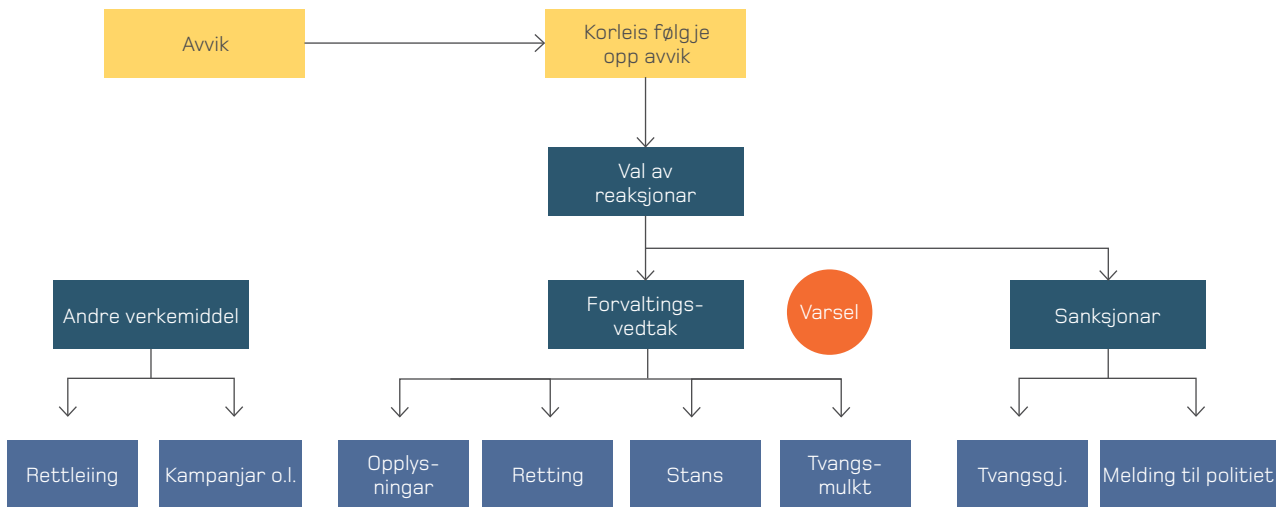 Avvik
Korleis følgje
opp avvik
Val av
reaksjonar
Andre verkemiddel
Forvaltings-
vedtak
Varsel
Sanksjonar
Rettleiing
Kampanjar o.l.
Opplys-
ningar
Retting
Stans
Tvangs-
mulkt
Tvangsgj.
Melding til politiet